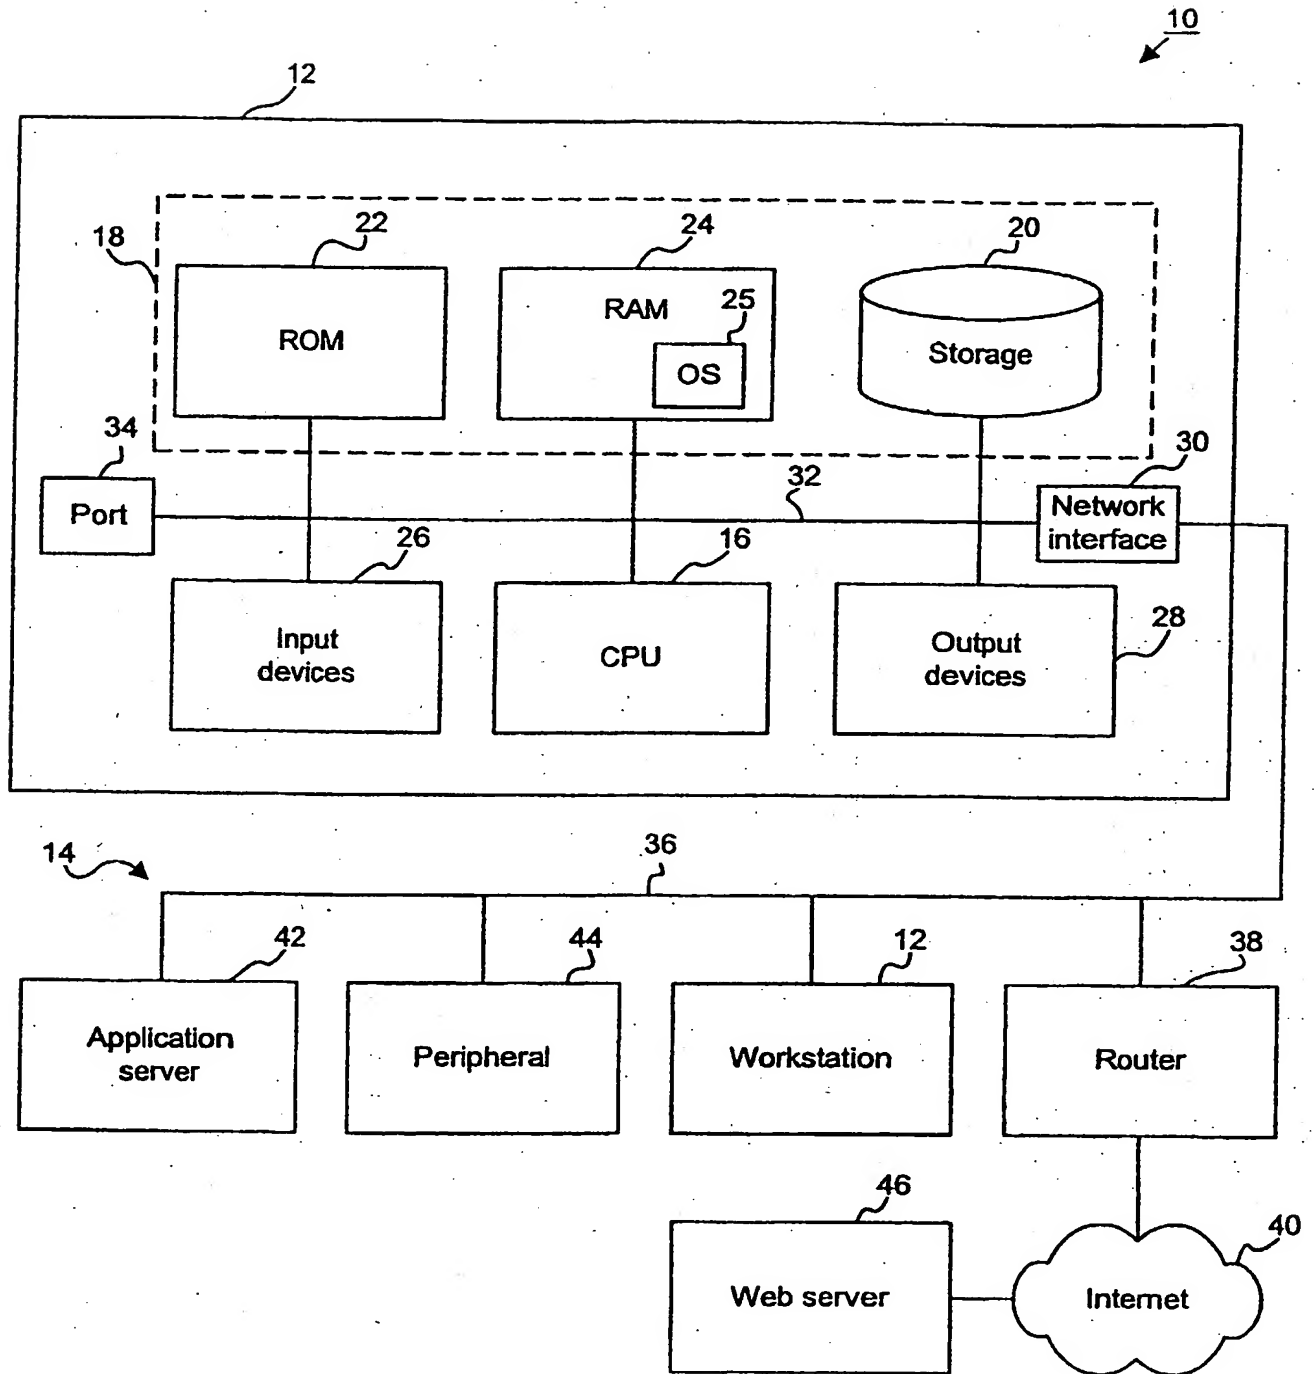 10
12
18
22
24
20
ROM
RAM
25
OS
Storage
34
30
Port
32
Network
interface
26
16
28
Input
devices
CPU
Output
devices
14
36
42
44
12
38
Application
server
Peripheral
Workstation
Router
46
40
Web server
Internet